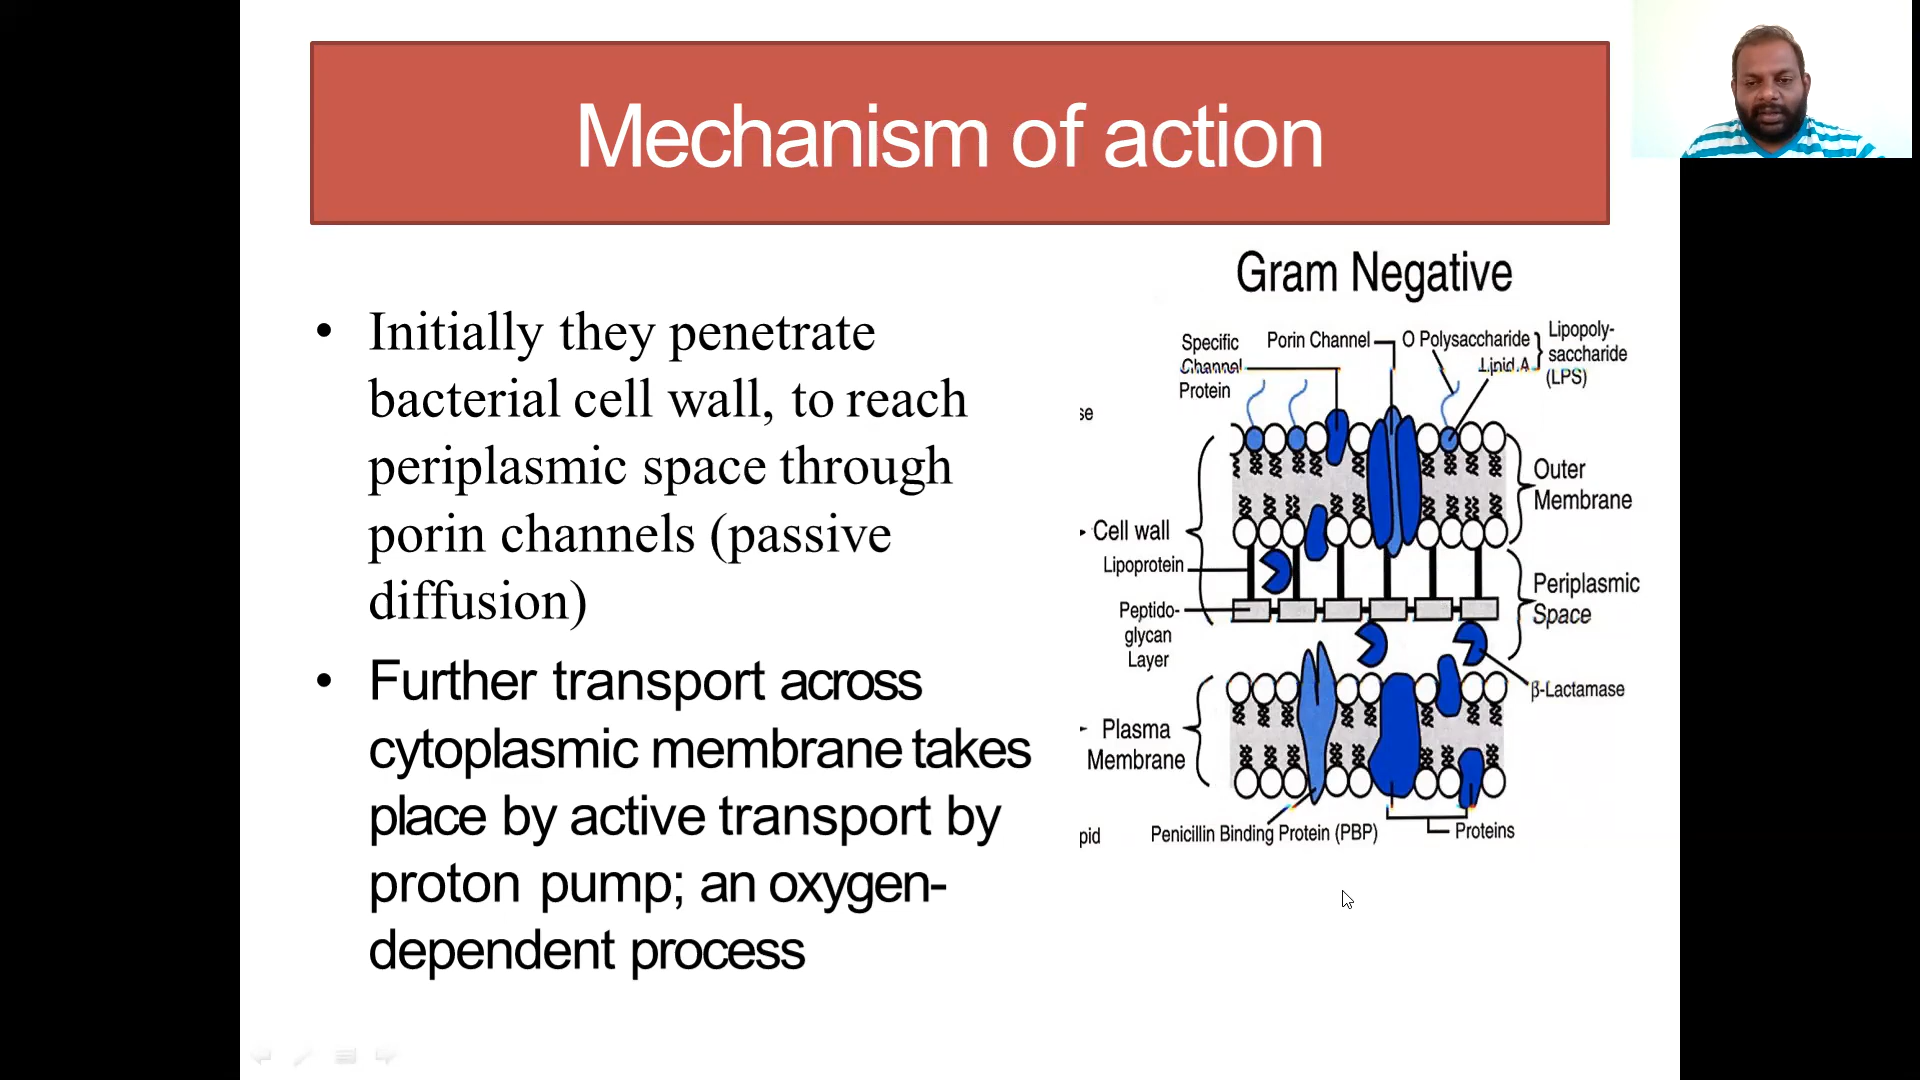 Mechanism of action
• Initially they penetrate
bacterial cell wall, to reach
periplasmic space through
porin channels (passive
diffusion)
• Further transport across
cytoplasmic membrane takes
place by active transport by
proton pump; an oxygen-
dependent process
Gram Negative
Specific
Channel
Protein
Porin Channel
O Polysaccharide
Lipid A
Lipopoly-
saccharide
(LPS)
se
Outer
Membrane
Cell wall
Lipoprotein
Peptido-
glycan
Layer
Periplasmic
Space
β-Lactamase
Plasma
Membrane
pid
Penicillin Binding Protein (PBP)
Proteins